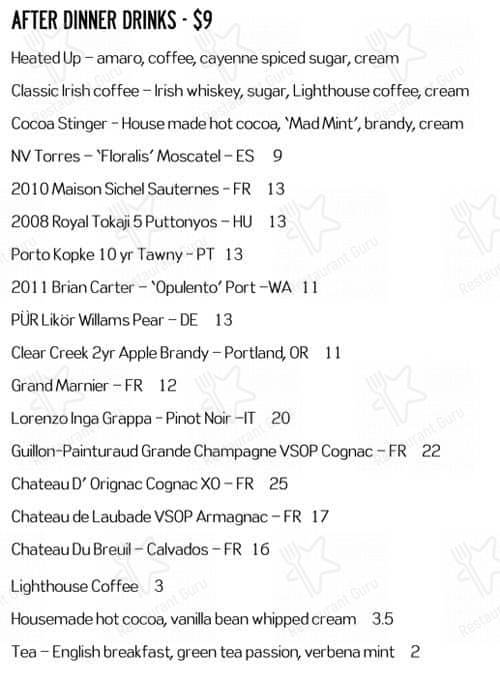 AFTER DINNER DRINKS - $9
Heated Up – amaro, coffee, cayenne spiced sugar, cream
Classic Irish coffee – Irish whiskey, sugar, Lighthouse coffee, cream
Cocoa Stinger - House made hot cocoa, 'Mad Mint', brandy, cream
NV Torres – 'Floralis' Moscatel – ES 9
2010 Maison Sichel Sauternes - FR 13
2008 Royal Tokaji 5 Puttonyos – HU 13
Porto Kopke 10 yr Tawny - PT 13
2011 Brian Carter – 'Opulento' Port –WA 11
PÜR Likör Willams Pear – DE 13
Clear Creek 2yr Apple Brandy – Portland, OR 11
Grand Marnier – FR 12
Lorenzo Inga Grappa - Pinot Noir –IT 20
Guillon-Painturaud Grande Champagne VSOP Cognac – FR 22
Chateau D' Orignac Cognac XO – FR 25
Chateau de Laubade VSOP Armagnac – FR 17
Chateau Du Breuil – Calvados – FR 16
Lighthouse Coffee 3
Housemade hot cocoa, vanilla bean whipped cream 3.5
Tea – English breakfast, green tea passion, verbena mint 2
Restaurant Guru